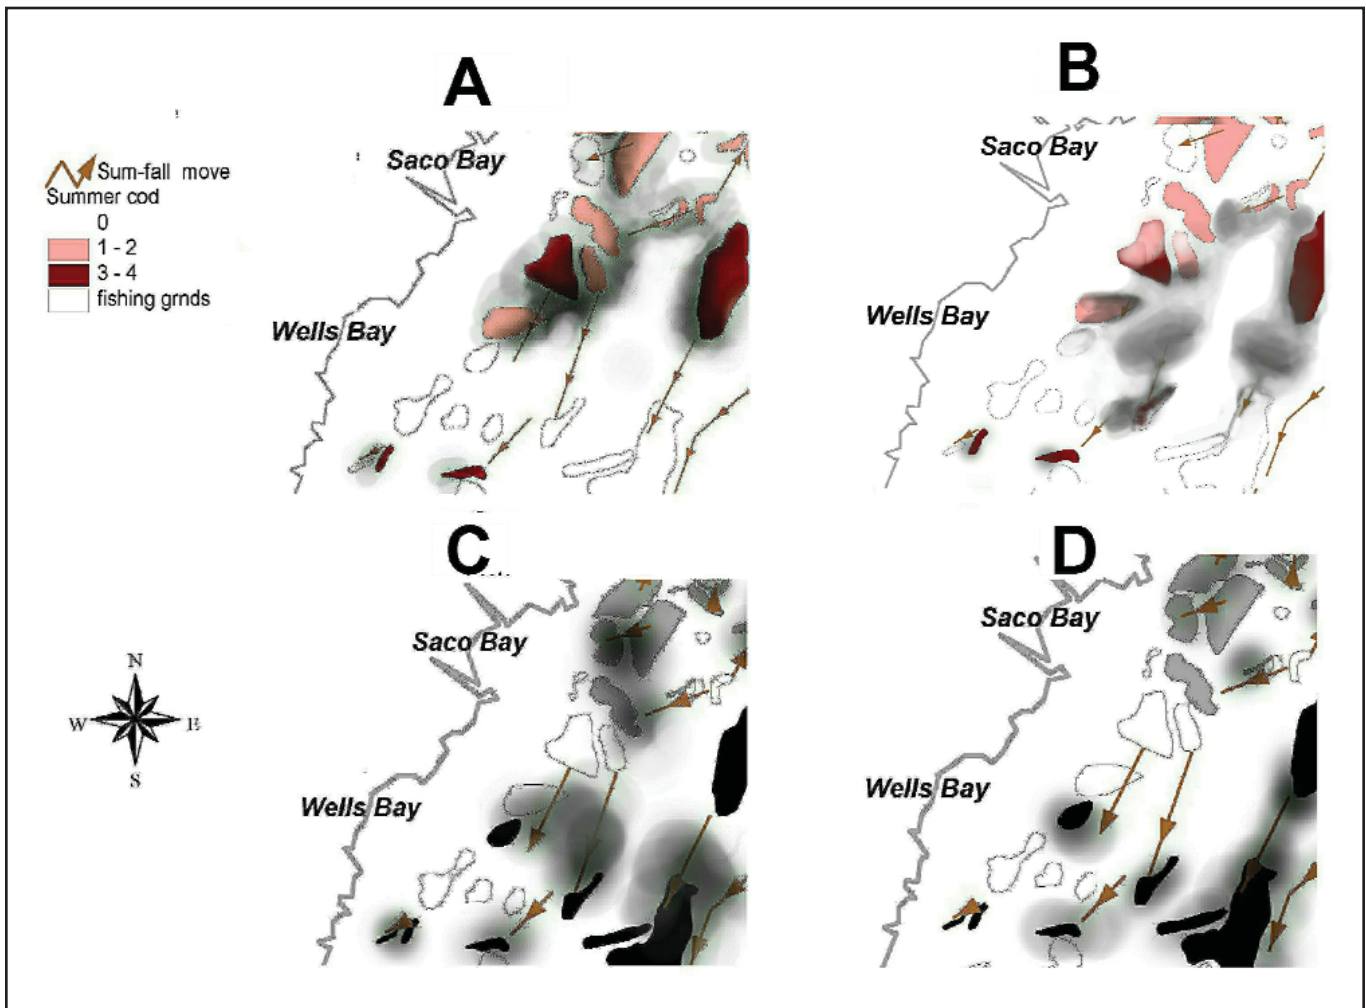 A
B
Saco Bay
Saco Bay
Sum-fall move
Summer cod
0
1 - 2
3 - 4
fishing grnds
Wells Bay
Wells Bay
C
D
Saco Bay
Saco Bay
N
W
E
S
Wells Bay
Wells Bay